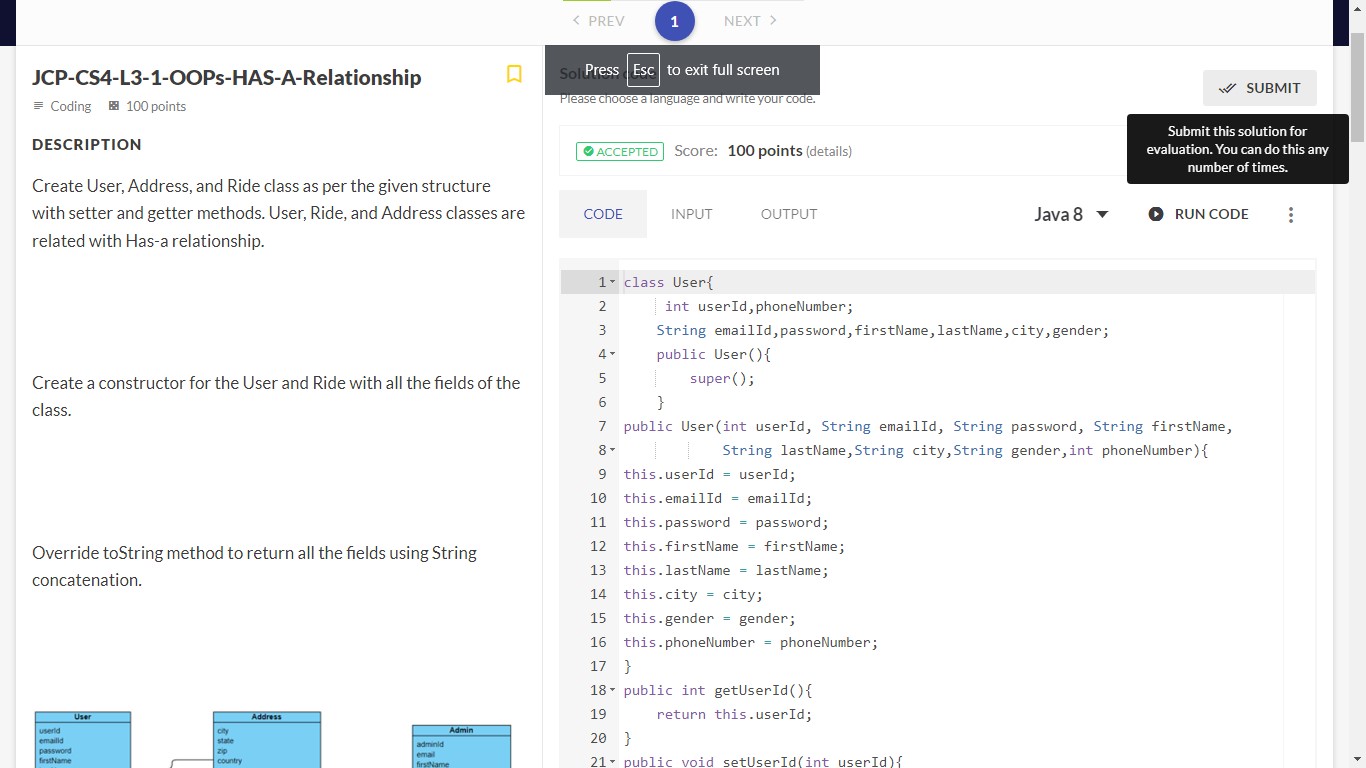 PREV
1
NEXT
Press Esc to exit full screen
JCP-CS4-L3-1-OOPs-HAS-A-Relationship
Coding
100 points
DESCRIPTION
Create User, Address, and Ride class as per the given structure
with setter and getter methods. User, Ride, and Address classes are
related with Has-a relationship.
Create a constructor for the User and Ride with all the fields of the
class.
Override toString method to return all the fields using String
concatenation.
User
userId
emailId
password
firstName
Address
city
state
zip
country
Admin
adminId
email
firstName
Please choose a language and write your code.
SUBMIT
Submit this solution for
evaluation. You can do this any
number of times.
ACCEPTED Score: 100 points (details)
CODE
INPUT
OUTPUT
Java 8
RUN CODE
1 class User{
2 int userId,phoneNumber;
3 String emailId,password,firstName,lastName,city,gender;
4 public User(){
5 super();
6 }
7 public User(int userId, String emailId, String password, String firstName,
8 String lastName,String city,String gender,int phoneNumber){
9 this.userId = userId;
10 this.emailId = emailId;
11 this.password = password;
12 this.firstName = firstName;
13 this.lastName = lastName;
14 this.city = city;
15 this.gender = gender;
16 this.phoneNumber = phoneNumber;
17 }
18 public int getUserId(){
19 return this.userId;
20 }
21 public void setUserId(int userId){